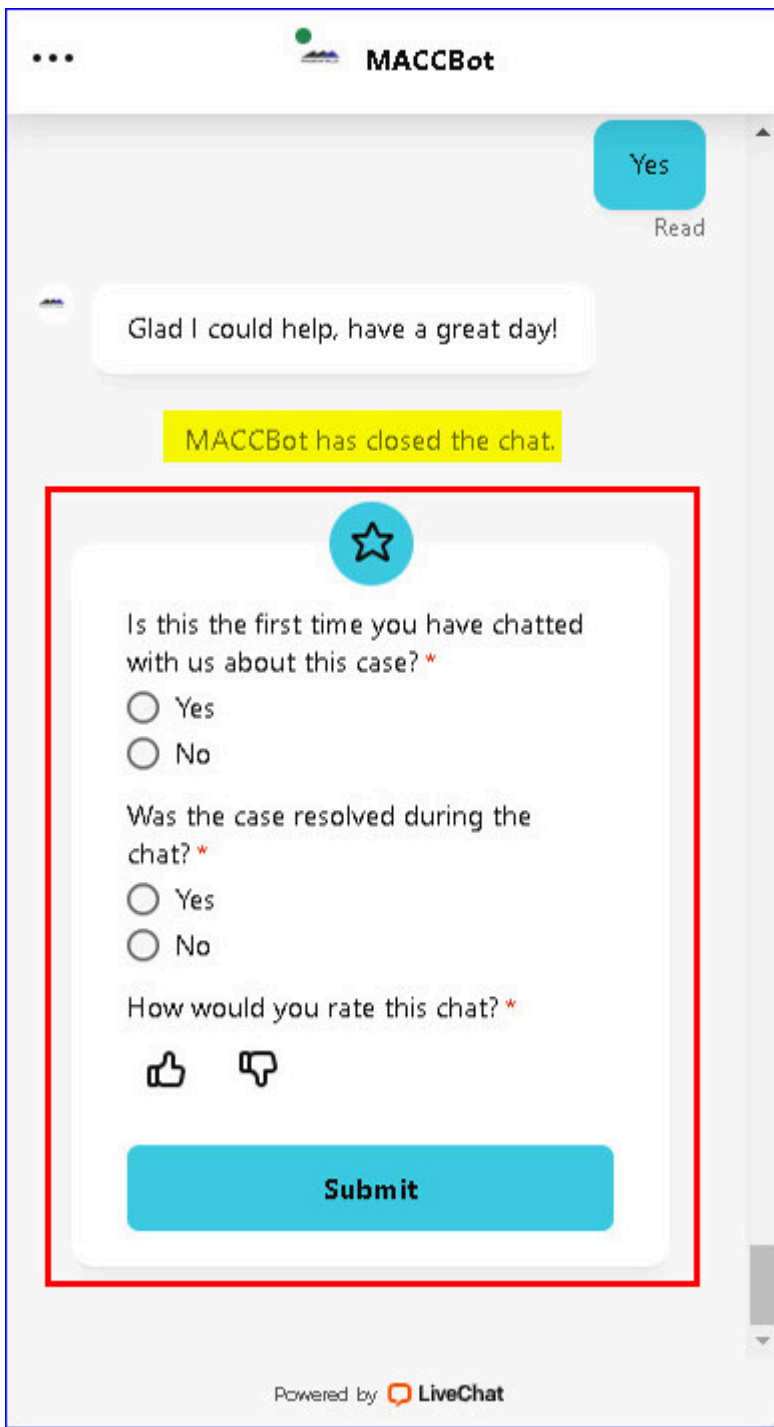 MACCBot
Yes
Read
Glad I could help, have a great day!
MACCBot has closed the chat.
Is this the first time you have chatted
with us about this case? *
Yes
No
Was the case resolved during the
chat? *
Yes
No
How would you rate this chat? *
Submit
Powered by LiveChat